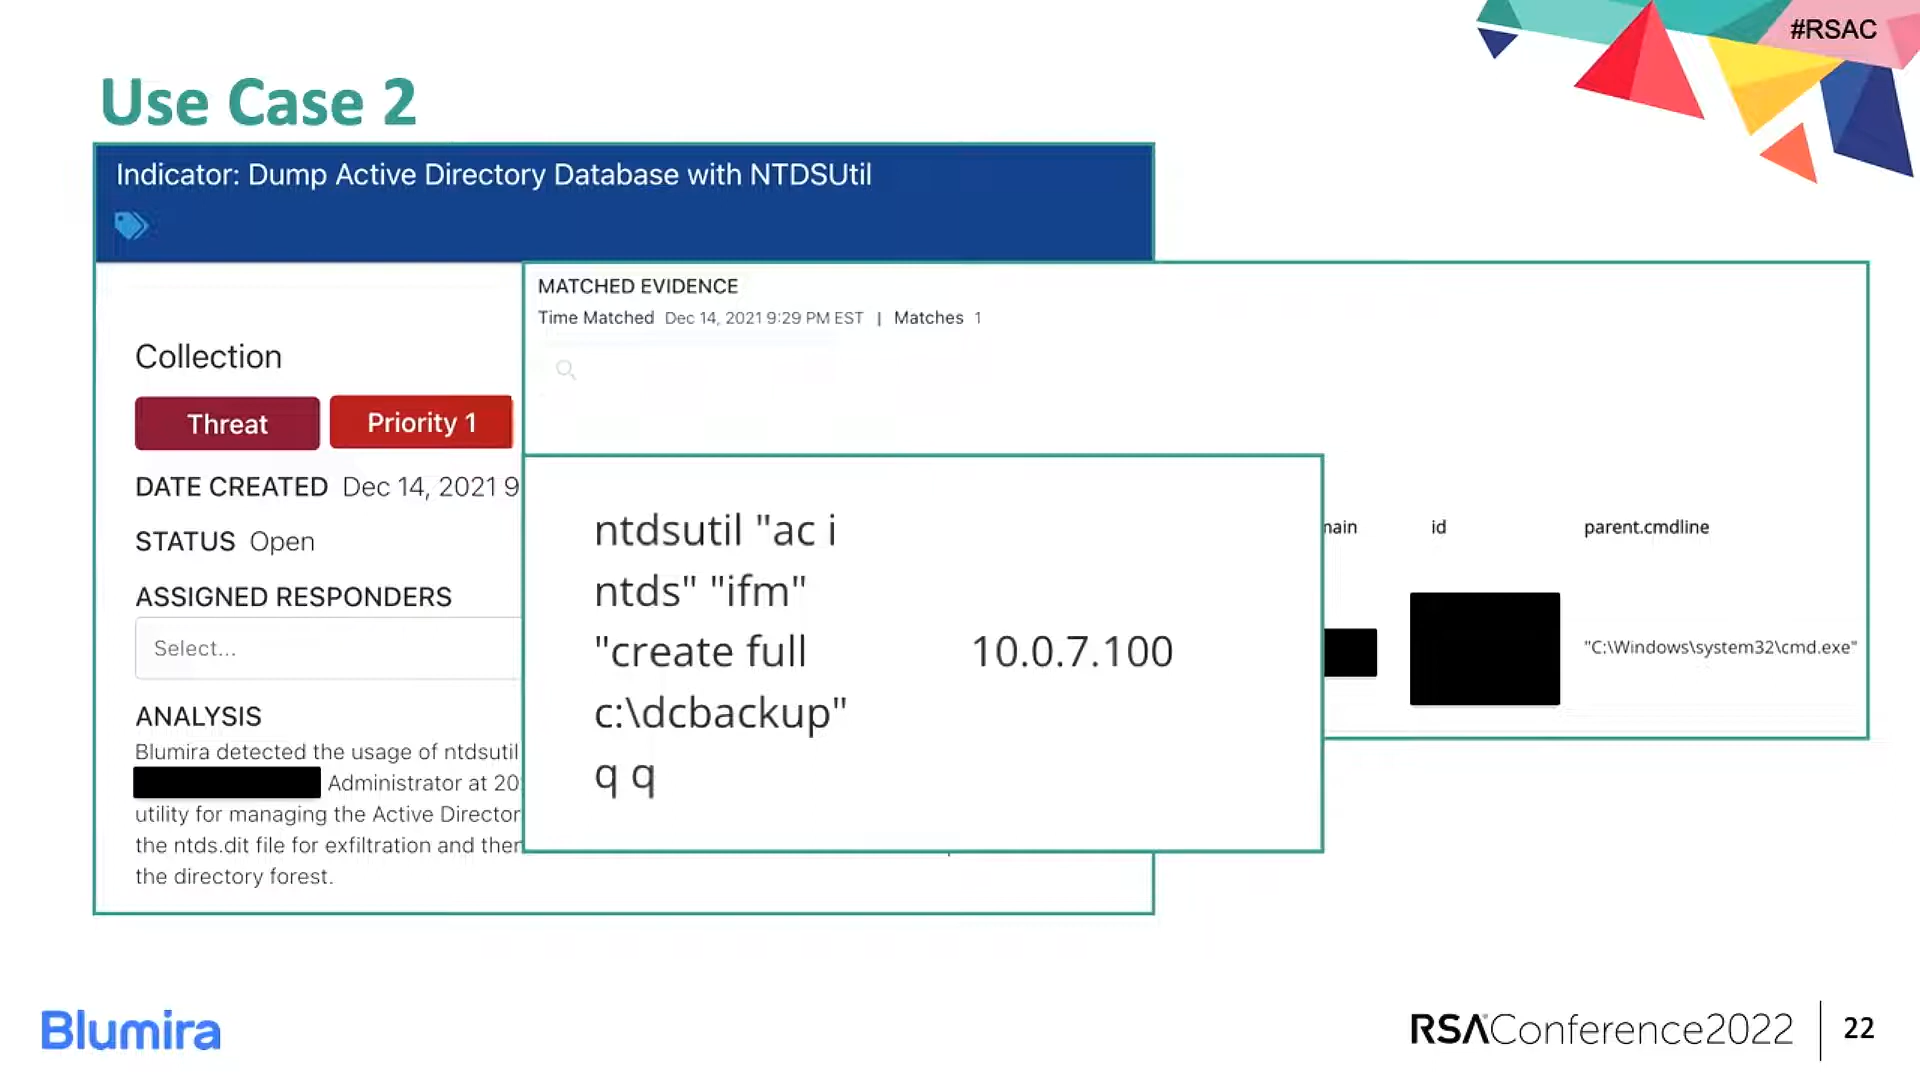 #RSAC
Use Case 2
Indicator: Dump Active Directory Database with NTDSUtil
MATCHED EVIDENCE
Time Matched Dec 14, 2021 9:29 PM EST | Matches 1
Collection
Threat
Priority 1
DATE CREATED Dec 14, 2021 9
STATUS Open
ASSIGNED RESPONDERS
Select...
ANALYSIS
Blumira detected the usage of ntdsutil
Administrator at 20
utility for managing the Active Director
the ntds.dit file for exfiltration and then
the directory forest.
ntdsutil "ac i
ntds" "ifm"
"create full
c:\dcbackup"
q q
10.0.7.100
main
id
parent.cmdline
"C:\Windows\system32\cmd.exe"
Blumira
RSAConference2022
22